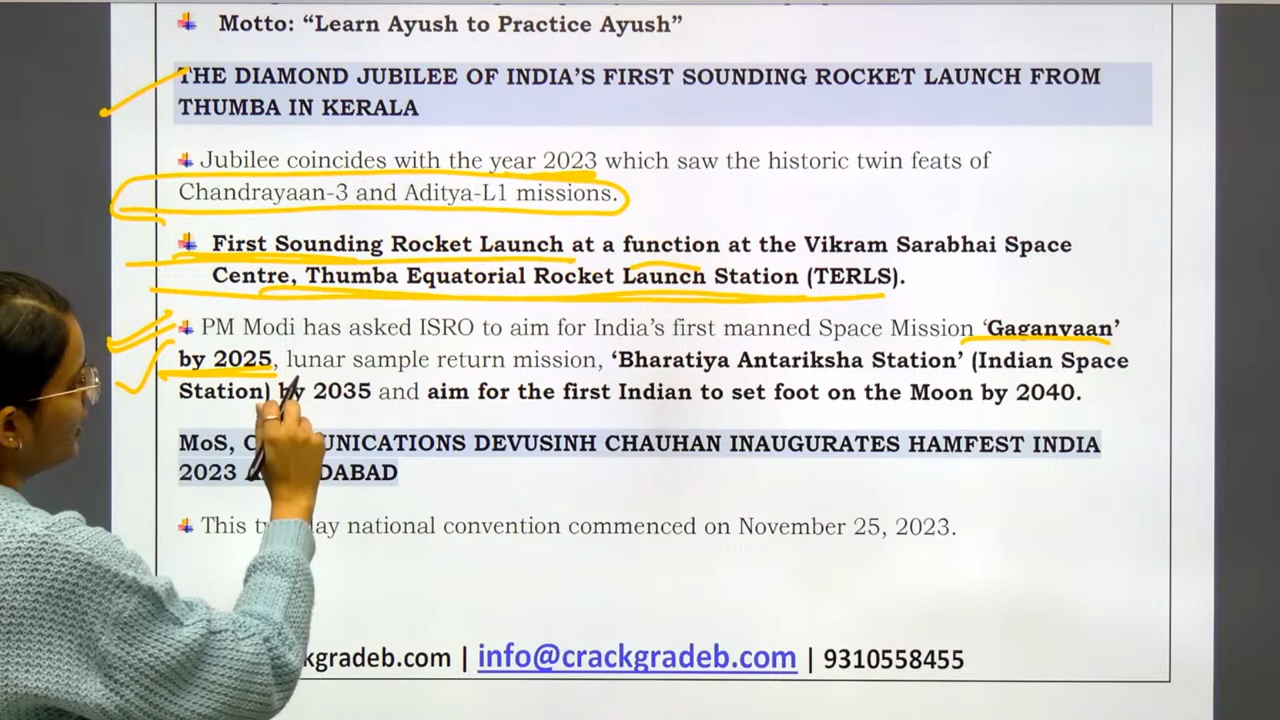 Motto: “Learn Ayush to Practice Ayush”
THE DIAMOND JUBILEE OF INDIA’S FIRST SOUNDING ROCKET LAUNCH FROM
THUMBA IN KERALA
Jubilee coincides with the year 2023 which saw the historic twin feats of
Chandrayaan-3 and Aditya-L1 missions.
First Sounding Rocket Launch at a function at the Vikram Sarabhai Space
Centre, Thumba Equatorial Rocket Launch Station (TERLS).
PM Modi has asked ISRO to aim for India’s first manned Space Mission ‘Gaganyaan’
by 2025, lunar sample return mission, ‘Bharatiya Antariksha Station’ (Indian Space
Station) by 2035 and aim for the first Indian to set foot on the Moon by 2040.
MoS, UNICATIONS DEVUSINH CHAUHAN INAUGURATES HAMFEST INDIA
2023 DABAD
This day national convention commenced on November 25, 2023.
kgradeb.com | info@crackgradeb.com | 9310558455